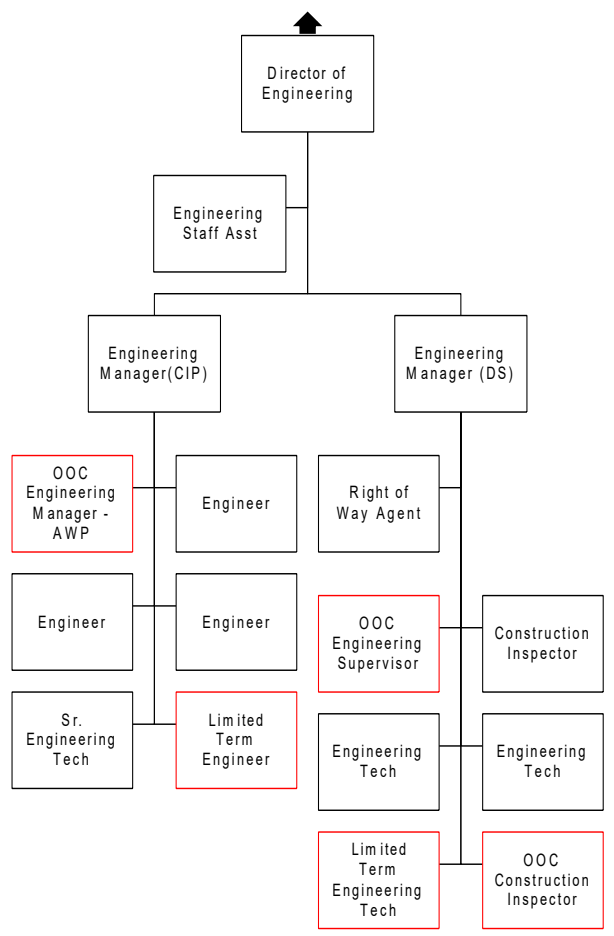 Director of
Engineering
Engineering
Staff Asst
Engineering
Manager(CIP)
Engineering
Manager (DS)
OOC
Engineering
Manager -
AWP
Engineer
Right of
Way Agent
Engineer
Engineer
OOC
Engineering
Supervisor
Construction
Inspector
Sr.
Engineering
Tech
Limited
Term
Engineer
Engineering
Tech
Engineering
Tech
Limited
Term
Engineering
Tech
OOC
Construction
Inspector